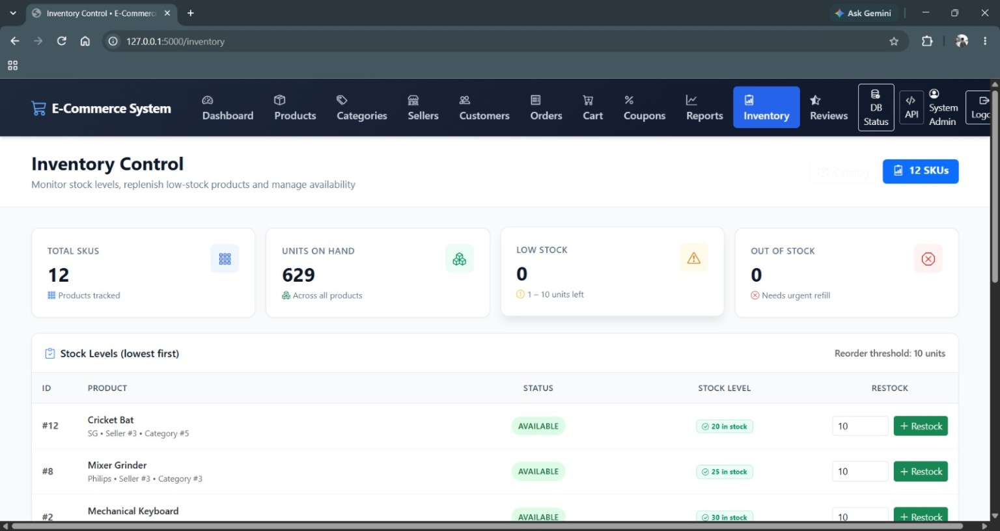 Inventory Control • E-Commerc
Ask Gemini
127.0.0.1:5000/inventory
E-Commerce System
Dashboard
Products
Categories
Sellers
Customers
Orders
Cart
Coupons
Reports
Inventory
Reviews
DB
Status
API
System
Admin
Logo
Inventory Control
Monitor stock levels, replenish low-stock products and manage availability
Catalog
12 SKUs
TOTAL SKUS
12
Products tracked
UNITS ON HAND
629
Across all products
LOW STOCK
0
1 – 10 units left
OUT OF STOCK
0
Needs urgent refill
Stock Levels (lowest first)
Reorder threshold: 10 units
ID PRODUCT STATUS STOCK LEVEL RESTOCK
#12
Cricket Bat
SG • Seller #3 • Category #5
AVAILABLE
20 in stock
10
+ Restock
#8
Mixer Grinder
Philips • Seller #3 • Category #3
AVAILABLE
25 in stock
10
+ Restock
#2
Mechanical Keyboard
AVAILABLE
30 in stock
10
+ Restock